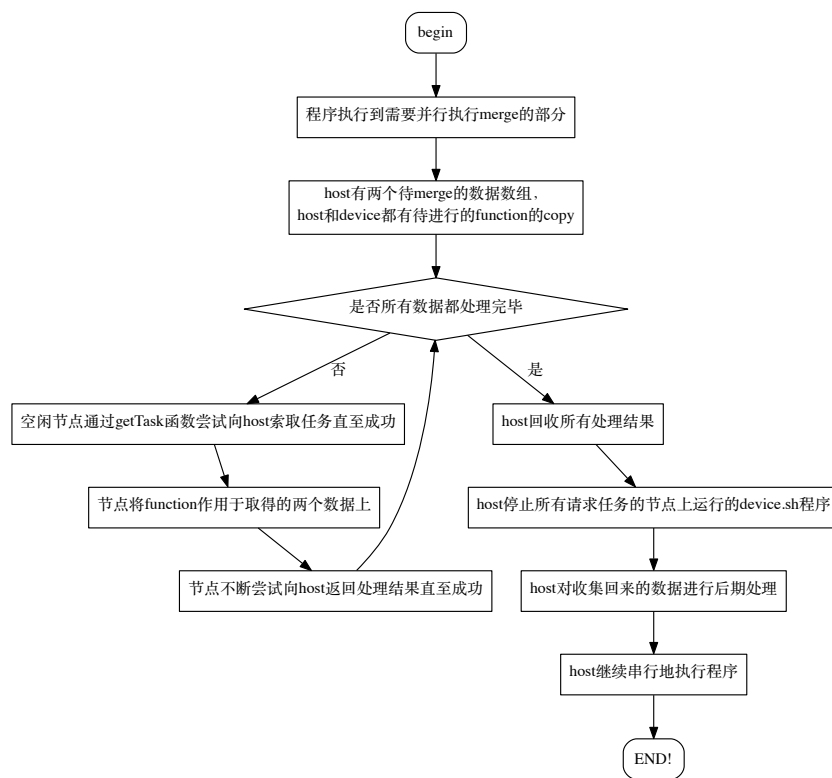 begin
程序执行到需要并行执行merge的部分
host有两个待merge的数据数组,
host和device都有待进行的function的copy
是否所有数据都处理完毕
否
是
空闲节点通过getTask函数尝试向host索取任务直至成功
host回收所有处理结果
节点将function作用于取得的两个数据上
host停止所有请求任务的节点上运行的device.sh程序
节点不断尝试向host返回处理结果直至成功
host对收集回来的数据进行后期处理
host继续串行地执行程序
END!